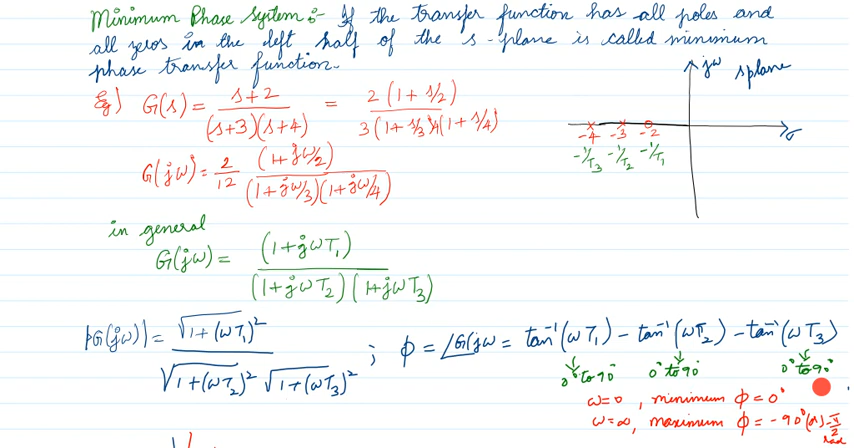 Minimum Phase System :- If the transfer function has all poles and
all zeros in the left half of the s-plane is called minimum
phase transfer function.
jω s plane
Eg) G(s) = s+2 / (s+3)(s+4) = 2(1+s/2) / 3(1+s/3)4(1+s/4)
σ
-4 -3 -2
-1/T3 -1/T2 -1/T1
G(jω) = 2/12 (1+jω/2) / (1+jω/3)(1+jω/4)
in general
G(jω) = (1+jωT1) / (1+jωT2)(1+jωT3)
|G(jω)| = √1+(ωT1)² / √1+(ωT2)² √1+(ωT3)² ; ϕ = ∠G(jω = tan⁻¹(ωT1) - tan⁻¹(ωT2) - tan⁻¹(ωT3)
0° to 90° 0° to 90° 0° to 90°
ω=0, minimum ϕ = 0°
ω=∞, maximum ϕ = -90°(or) -π/2 rad